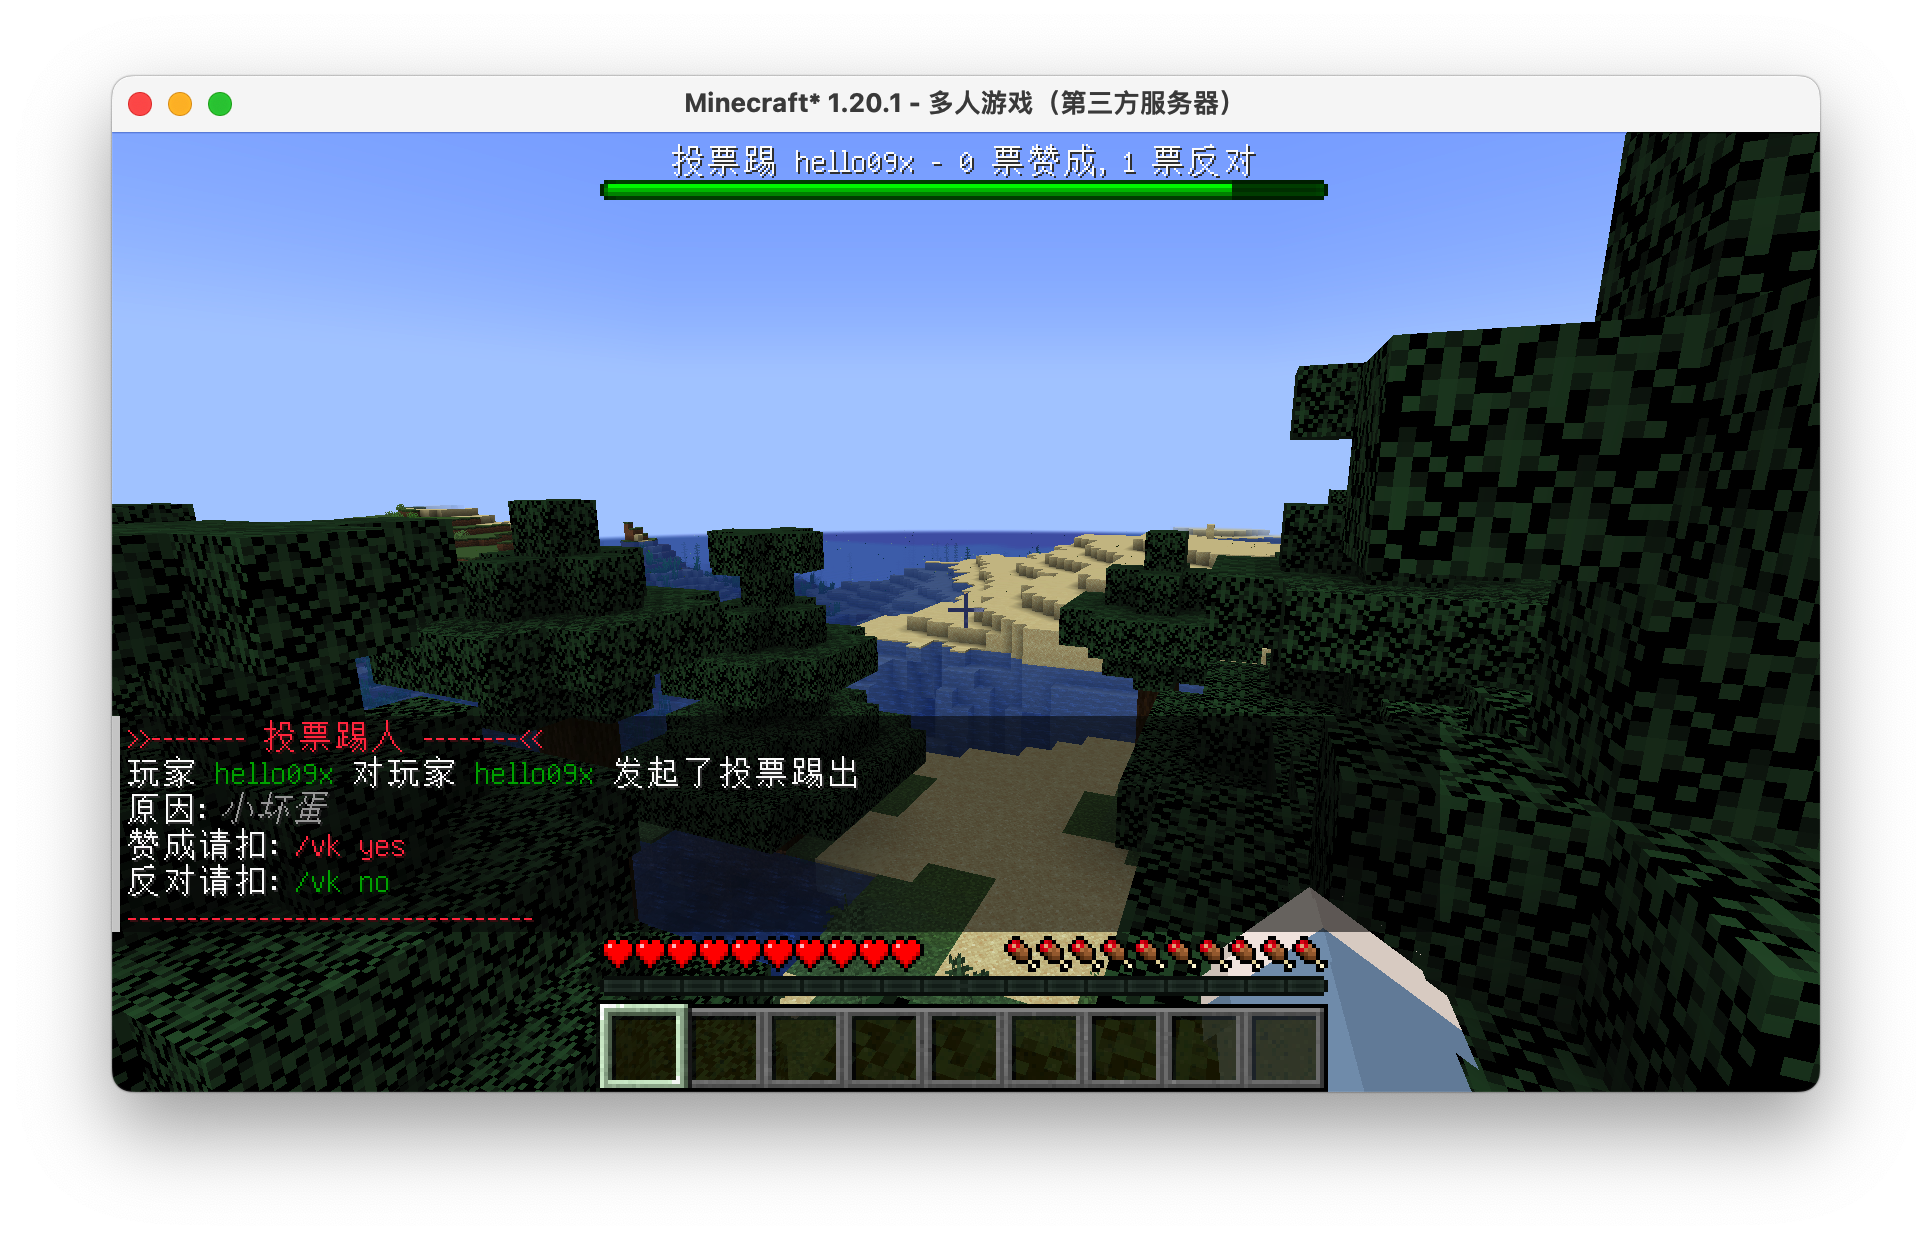 Minecraft* 1.20.1 - 多人游戏（第三方服务器）
投票踢 hello09x - 0 票赞成, 1 票反对
>>-------- 投票踢人 --------<<
玩家 hello09x 对玩家 hello09x 发起了投票踢出
原因: 小坏蛋
赞成请扣: /vk yes
反对请扣: /vk no
----------------------------------